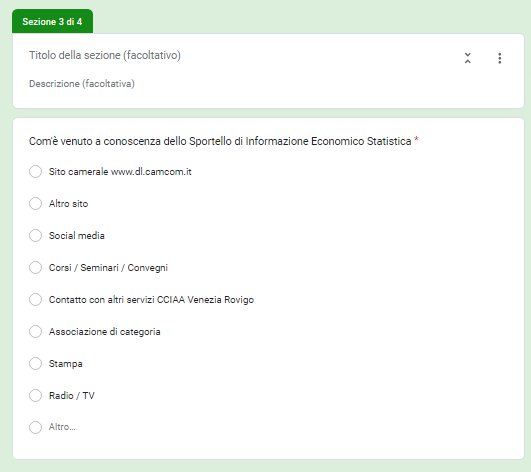 Sezione 3 di 4
Titolo della sezione (facoltativo)
Descrizione (facoltativa)
Com'è venuto a conoscenza dello Sportello di Informazione Economico Statistica *
Sito camerale www.dl.camcom.it
Altro sito
Social media
Corsi / Seminari / Convegni
Contatto con altri servizi CCIAA Venezia Rovigo
Associazione di categoria
Stampa
Radio / TV
Altro...